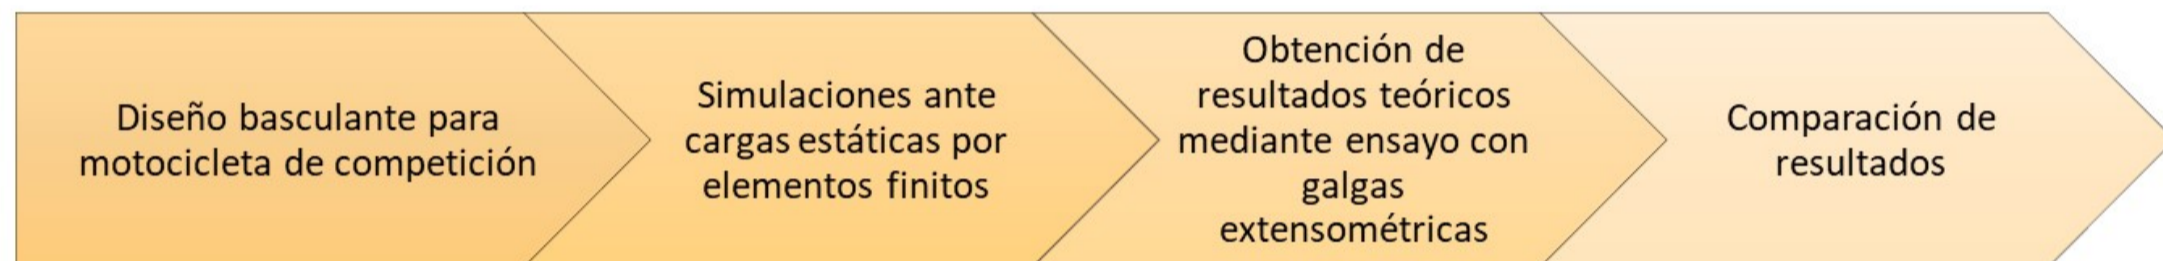 Diseño basculante para
motocicleta de competición
Simulaciones ante
cargas estáticas por
elementos finitos
Obtención de
resultados teóricos
mediante ensayo con
galgas
extensométricas
Comparación de
resultados